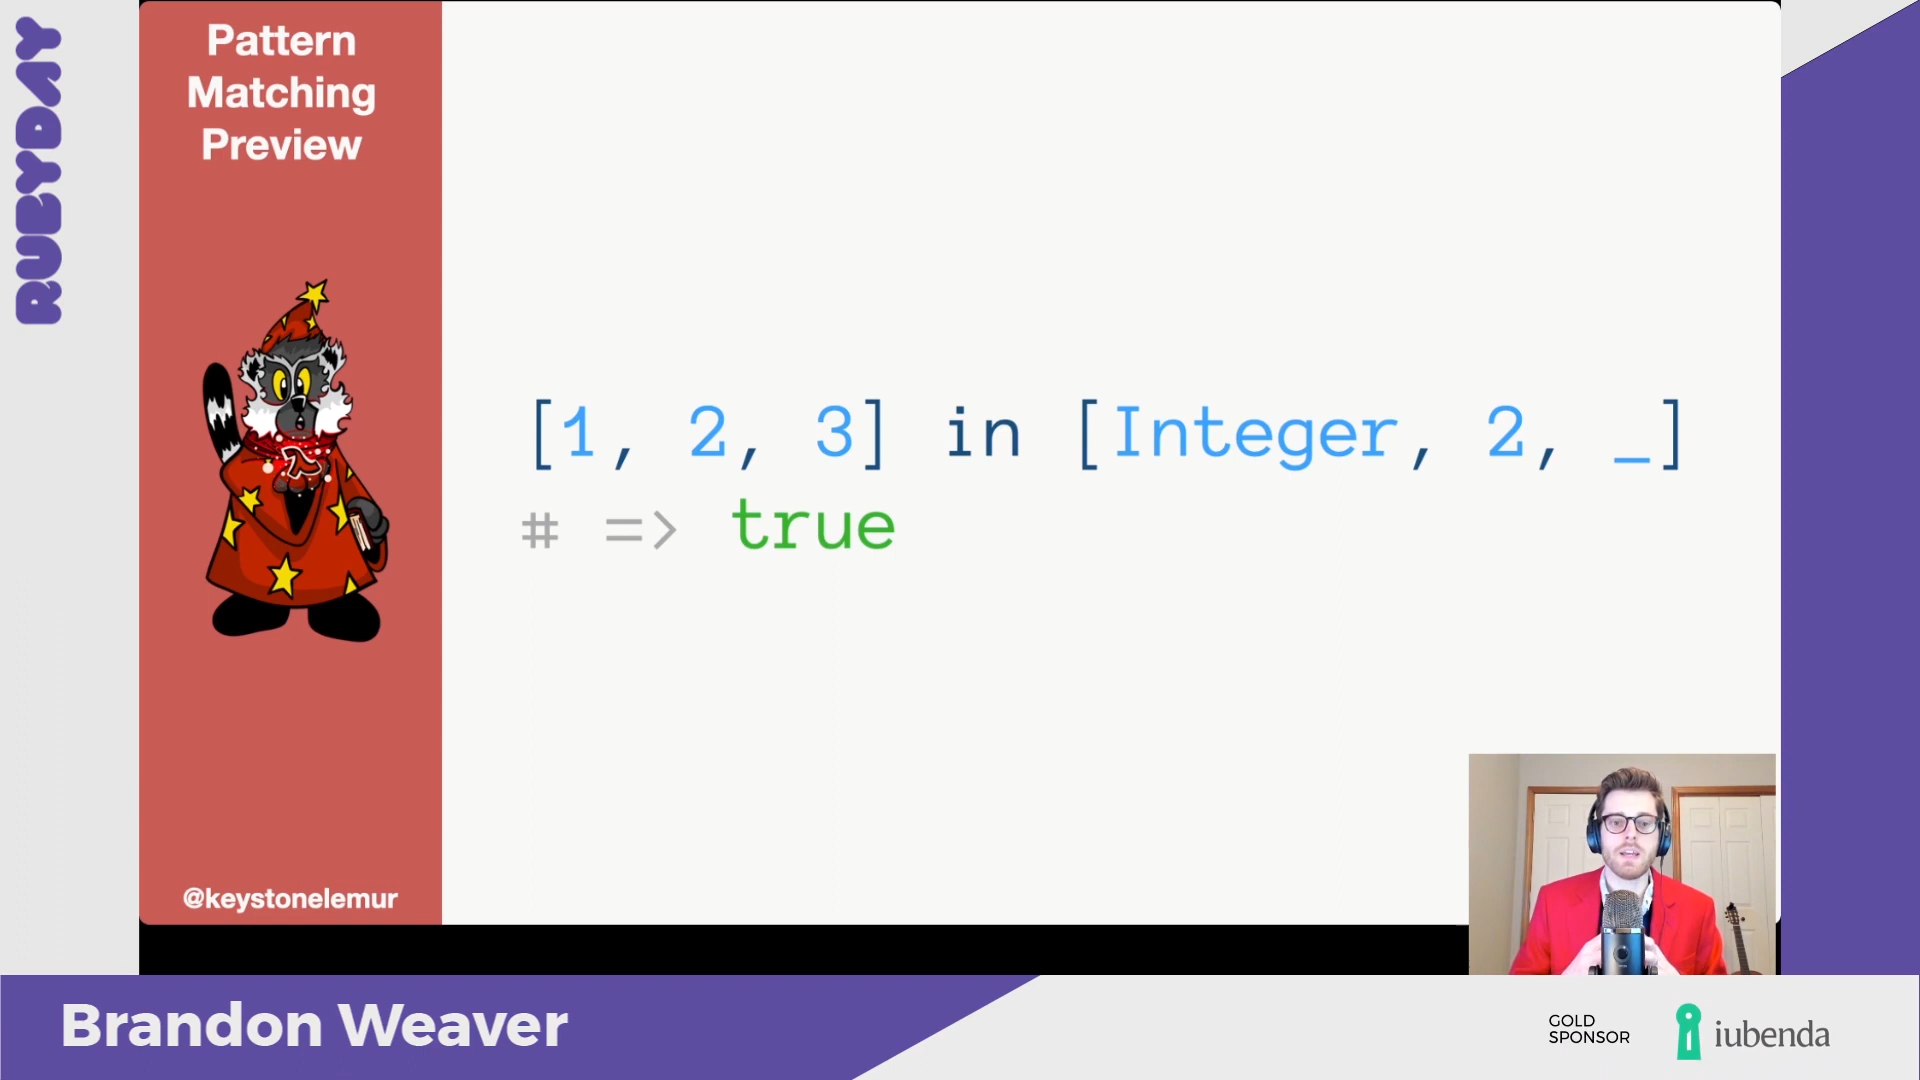 RUBYDAY
Pattern
Matching
Preview
[1, 2, 3] in [Integer, 2, _]
# => true
@keystonelemur
Brandon Weaver
GOLD
SPONSOR
iubenda